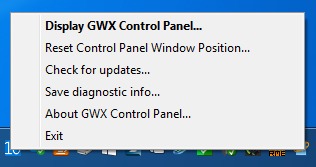 Display GWX Control Panel...
Reset Control Panel Window Position...
Check for updates...
Save diagnostic info...
About GWX Control Panel...
Exit